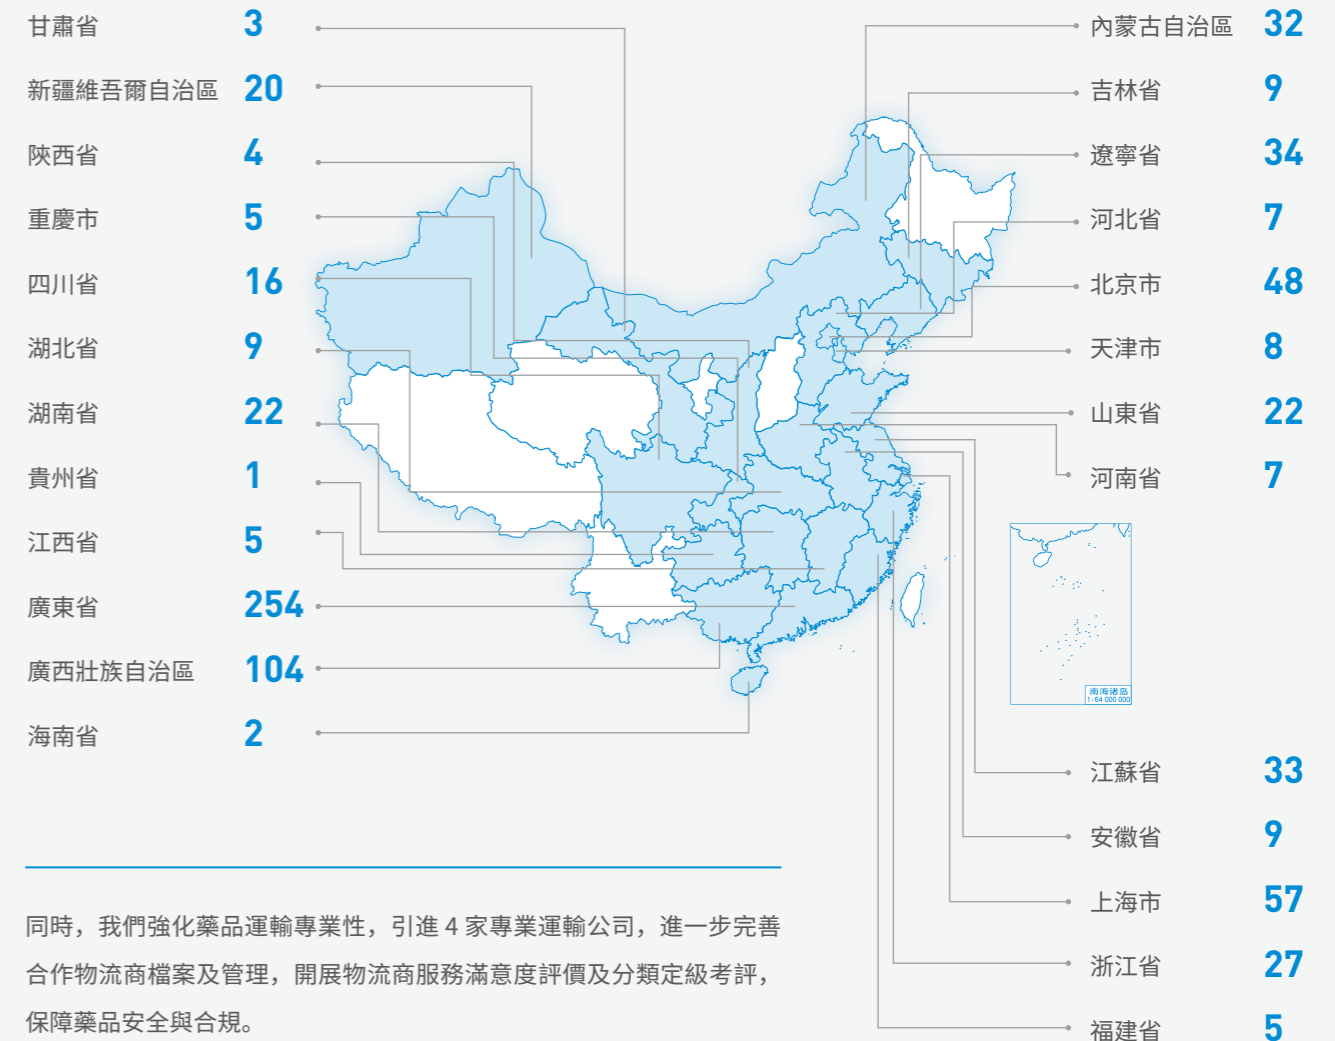 甘肅省 3
新疆維吾爾自治區 20
陝西省 4
重慶市 5
四川省 16
湖北省 9
湖南省 22
貴州省 1
江西省 5
廣東省 254
廣西壯族自治區 104
海南省 2
內蒙古自治區 32
吉林省 9
遼寧省 34
河北省 7
北京市 48
天津市 8
山東省 22
河南省 7
南海诸岛
1:64 000 000
江蘇省 33
安徽省 9
上海市 57
浙江省 27
福建省 5
同時，我們強化藥品運輸專業性，引進 4 家專業運輸公司，進一步完善
合作物流商檔案及管理，開展物流商服務滿意度評價及分類定級考評，
保障藥品安全與合規。